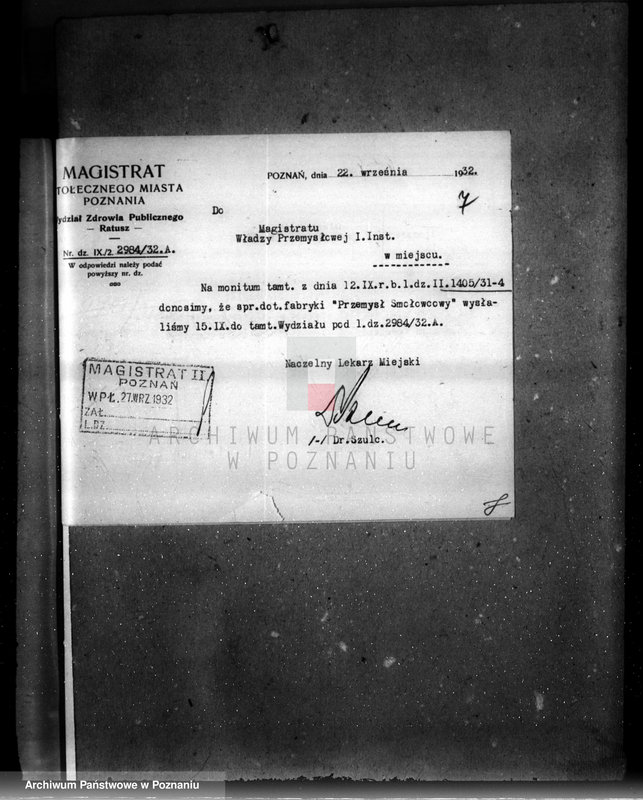 MAGISTRAT
TOŁECZNEGO MIASTA
POZNANIA
ydział Zdrowia Publicznego
— Ratusz —
Nr. dz. IX/2 2984/32.A.
W odpowiedzi należy podać
powyższy nr. dz.
POZNAŃ, dnia 22. września 1932.
7
Do
Magistratu
Władzy Przemysłowej I.Inst.
w miejscu.
Na monitum tamt. z dnia 12.IX.r.b.l.dz.II.1405/31-4
donosimy, że spr.dot.fabryki "Przemysł Smołowcowy" wysła-
liśmy 15.IX.do tamt.Wydziału pod l.dz.2984/32.A.
Naczelny Lekarz Miejski
/-/ Dr.Szulc.
MAGISTRAT II
POZNAŃ
WPŁ. 27.WRZ.1932
ZAŁ.
L.DZ.
ARCHIWUM PAŃSTWOWE
W POZNANIU
Archiwum Państwowe w Poznaniu